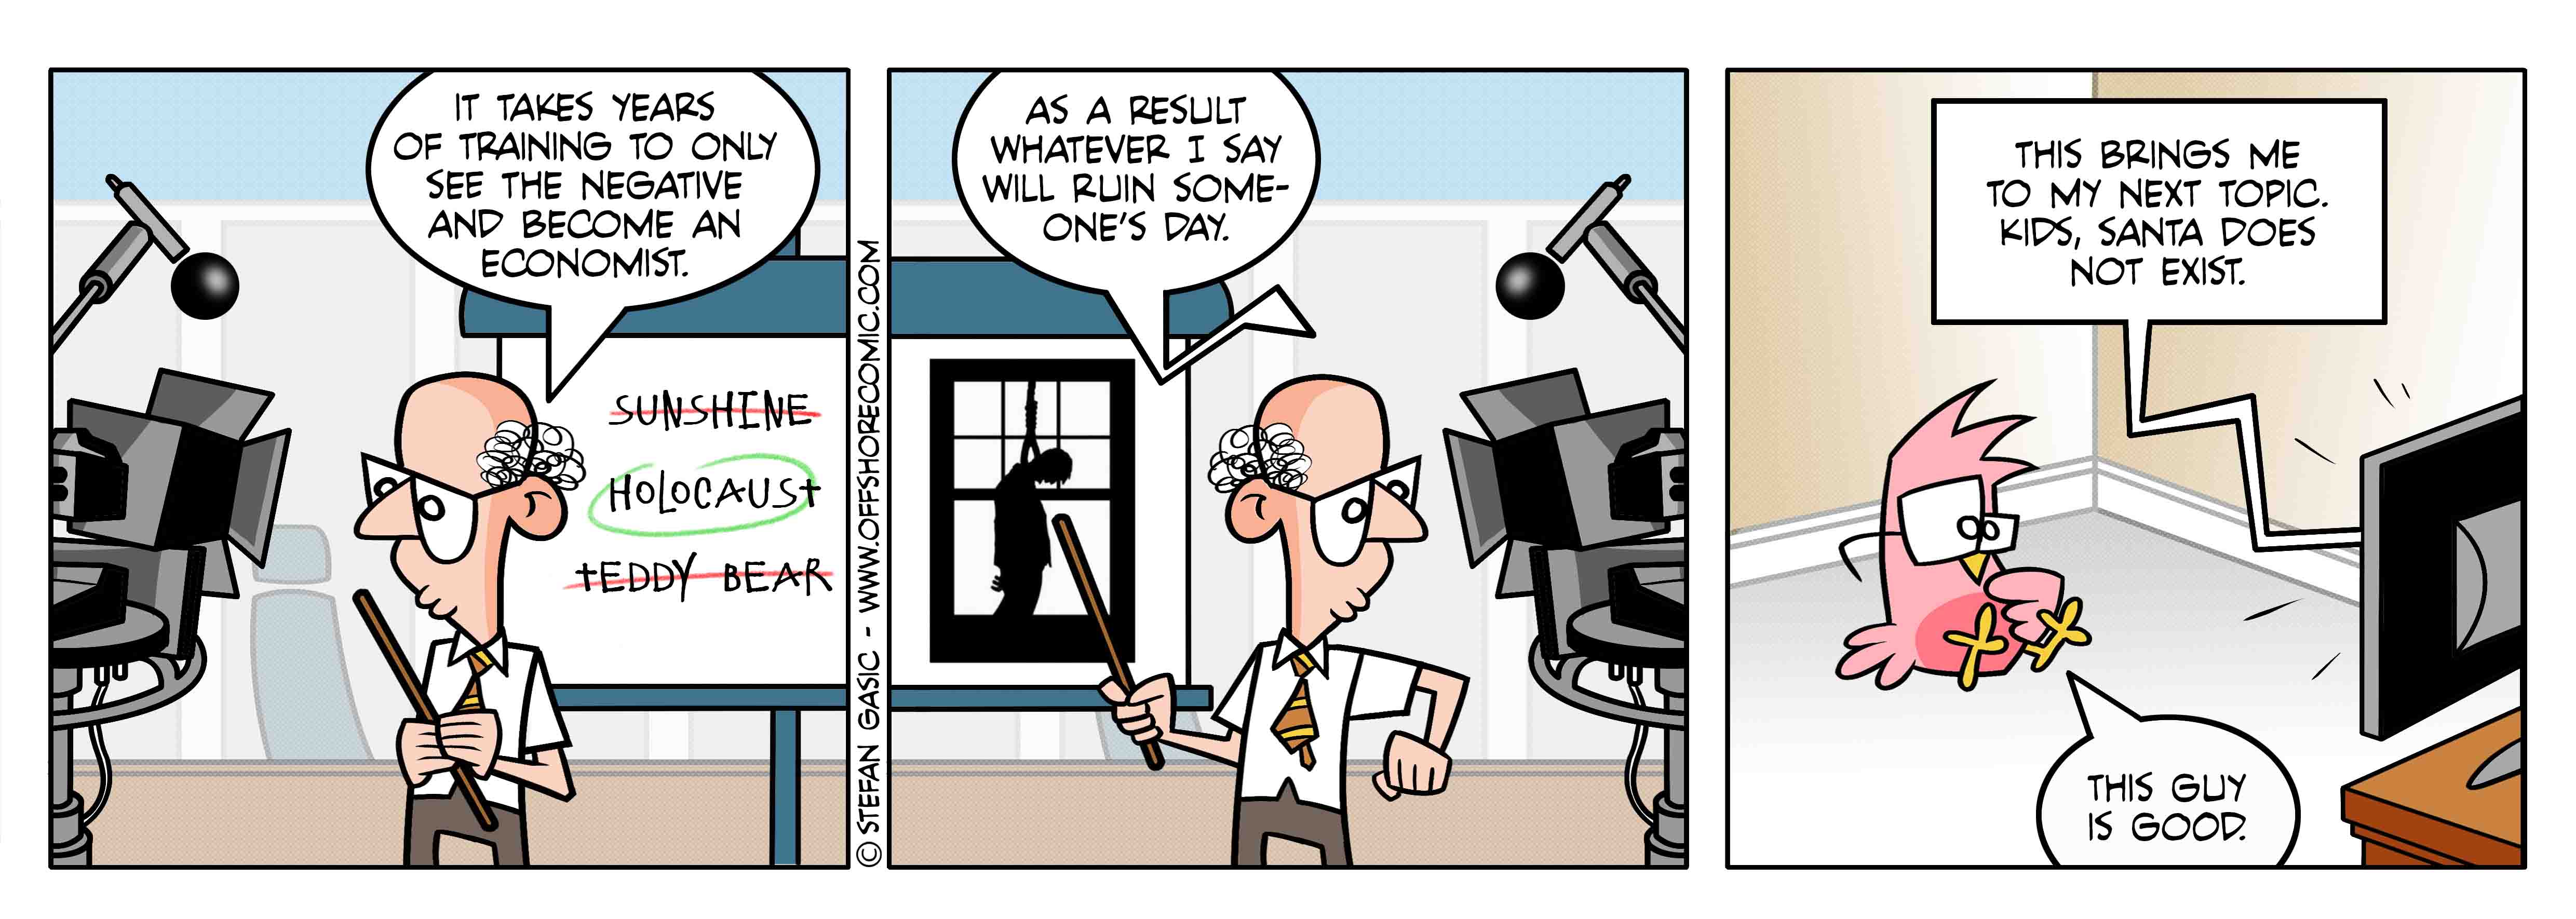 IT TAKES YEARS
OF TRAINING TO ONLY
SEE THE NEGATIVE
AND BECOME AN
ECONOMIST.
SUNSHINE
HOLOCAUSt
tEDDY BEAR
© STEFAN GASIC - WWW.OFFSHORECOMIC.COM
AS A RESULT
WHATEVER I SAY
WILL RUIN SOME-
ONE'S DAY.
THIS BRINGS ME
TO MY NEXT TOPIC.
KIDS, SANTA DOES
NOT EXIST.
THIS GUY
IS GOOD.